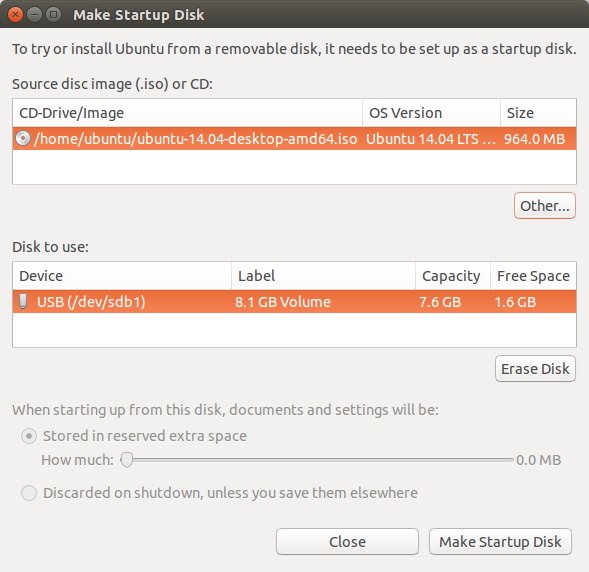 Make Startup Disk
To try or install Ubuntu from a removable disk, it needs to be set up as a startup disk.
Source disc image (.iso) or CD:
CD-Drive/Image OS Version Size
/home/ubuntu/ubuntu-14.04-desktop-amd64.iso Ubuntu 14.04 LTS ... 964.0 MB
Other...
Disk to use:
Device Label Capacity Free Space
USB (/dev/sdb1) 8.1 GB Volume 7.6 GB 1.6 GB
Erase Disk
When starting up from this disk, documents and settings will be:
Stored in reserved extra space
How much: 0.0 MB
Discarded on shutdown, unless you save them elsewhere
Close Make Startup Disk